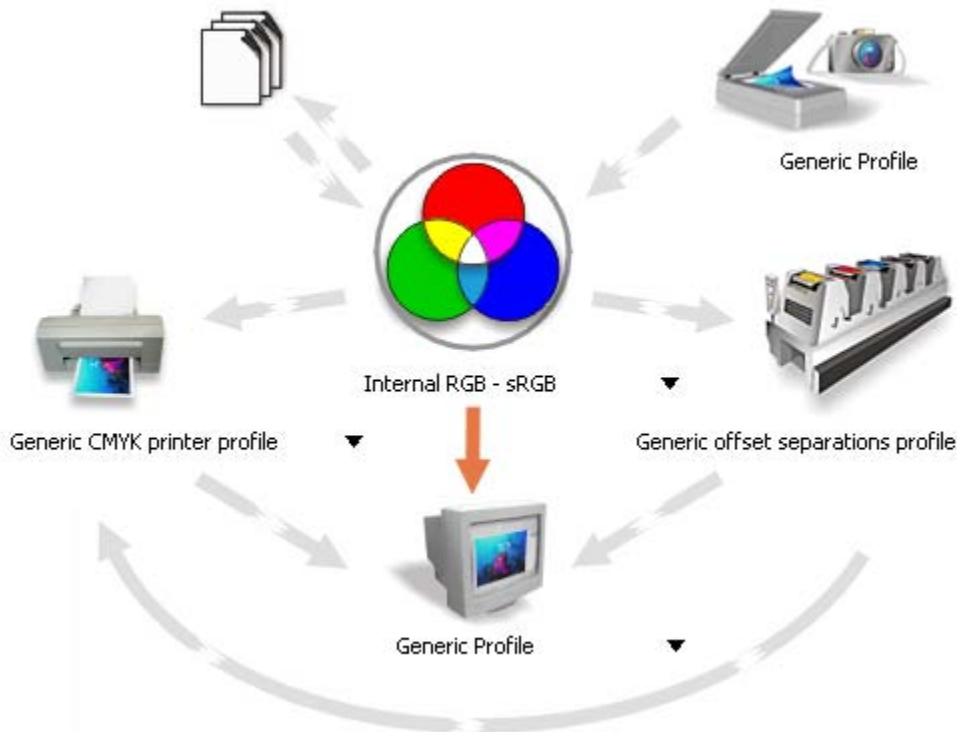 Generic Profile
Internal RGB - sRGB
Generic CMYK printer profile
Generic offset separations profile
Generic Profile